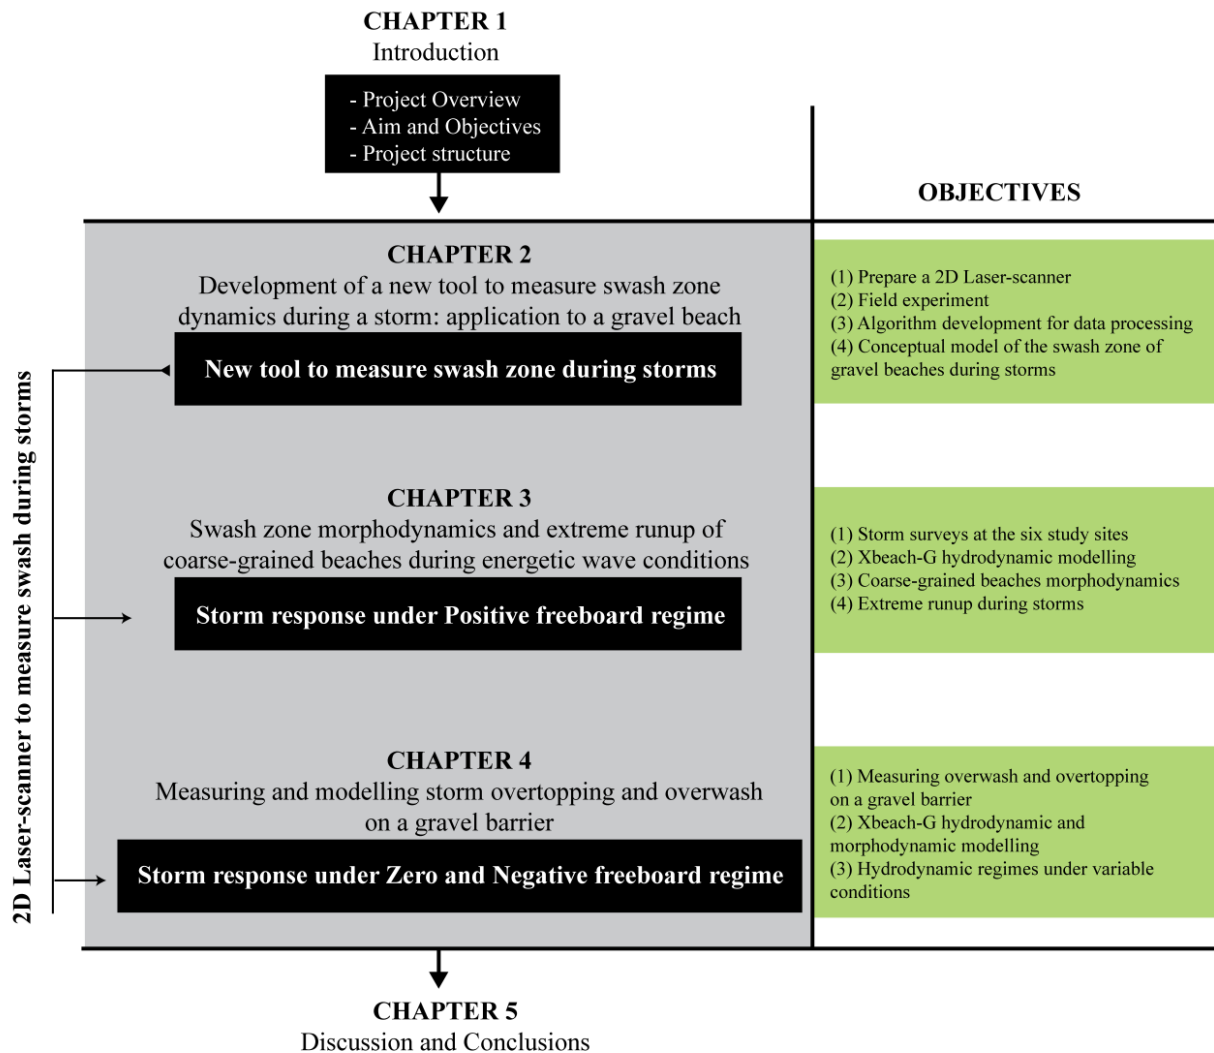 CHAPTER 1
Introduction
- Project Overview
- Aim and Objectives
- Project structure
OBJECTIVES
CHAPTER 2
Development of a new tool to measure swash zone
dynamics during a storm: application to a gravel beach
New tool to measure swash zone during storms
(1) Prepare a 2D Laser-scanner
(2) Field experiment
(3) Algorithm development for data processing
(4) Conceptual model of the swash zone of
gravel beaches during storms
2D Laser-scanner to measure swash during storms
CHAPTER 3
Swash zone morphodynamics and extreme runup of
coarse-grained beaches during energetic wave conditions
Storm response under Positive freeboard regime
(1) Storm surveys at the six study sites
(2) Xbeach-G hydrodynamic modelling
(3) Coarse-grained beaches morphodynamics
(4) Extreme runup during storms
CHAPTER 4
Measuring and modelling storm overtopping and overwash
on a gravel barrier
Storm response under Zero and Negative freeboard regime
(1) Measuring overwash and overtopping
on a gravel barrier
(2) Xbeach-G hydrodynamic and
morphodynamic modelling
(3) Hydrodynamic regimes under variable
conditions
CHAPTER 5
Discussion and Conclusions